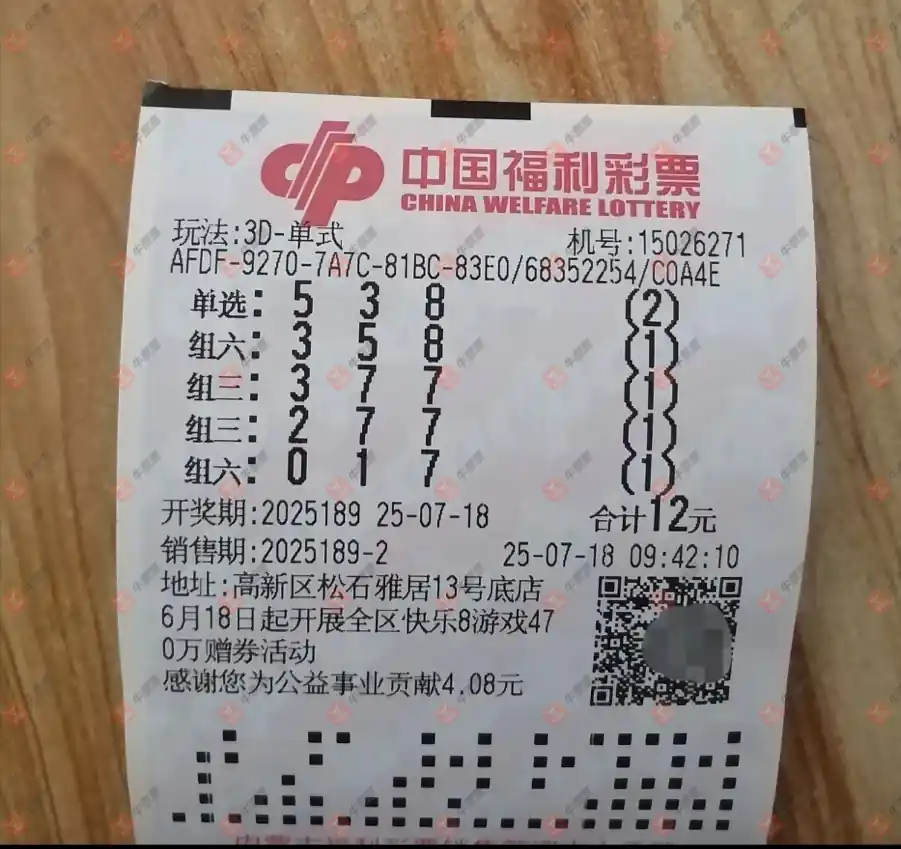 中国福利彩票
CHINA WELFARE LOTTERY
玩法:3D-单式 机号:15026271
AFDF-9270-7A7C-81BC-83E0/68352254/C0A4E
单选: 5 3 8 (2)
组六: 3 5 8 (1)
组三: 3 7 7 (1)
组三: 2 7 7 (1)
组六: 0 1 7 (1)
开奖期:2025189 25-07-18 合计12元
销售期:2025189-2 25-07-18 09:42:10
地址:高新区松石雅居13号底店
6月18日起开展全区快乐8游戏47
0万赠券活动
感谢您为公益事业贡献4.08元